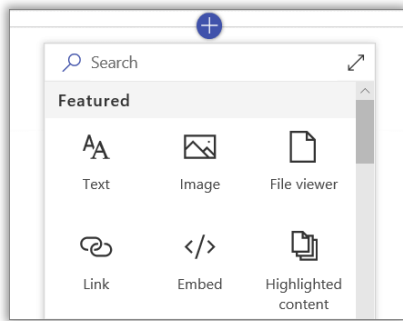 Search
Featured
Text
Image
File viewer
Link
Embed
Highlighted
content